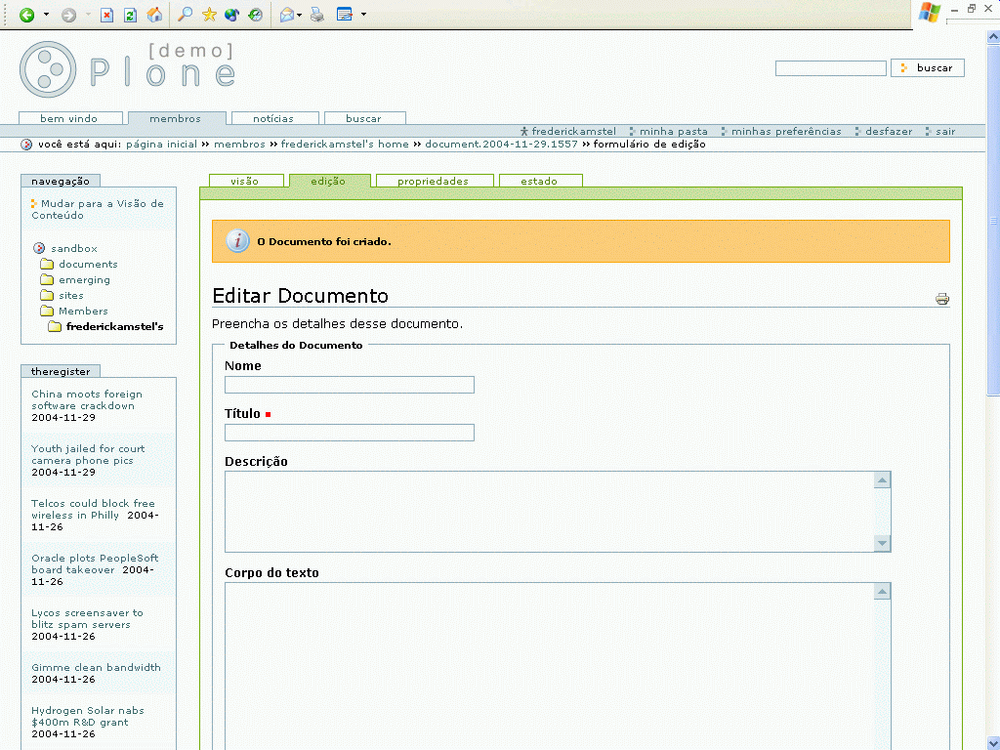 [demo]
Plone
buscar
bem vindo
membros
notícias
buscar
frederickamstel
minha pasta
minhas preferências
desfazer
sair
você está aqui: página inicial » membros » frederickamstel's home » document.2004-11-29.1557 » formulário de edição
navegação
Mudar para a Visão de
Conteúdo
sandbox
documents
emerging
sites
Members
frederickamstel's
theregister
China moots foreign
software crackdown
2004-11-29
Youth jailed for court
camera phone pics
2004-11-29
Telcos could block free
wireless in Philly 2004-
11-26
Oracle plots PeopleSoft
board takeover 2004-
11-26
Lycos screensaver to
blitz spam servers
2004-11-26
Gimme clean bandwidth
2004-11-26
Hydrogen Solar nabs
$400m R&D grant
2004-11-26
visão
edição
propriedades
estado
O Documento foi criado.
Editar Documento
Preencha os detalhes desse documento.
Detalhes do Documento
Nome
Título
Descrição
Corpo do texto